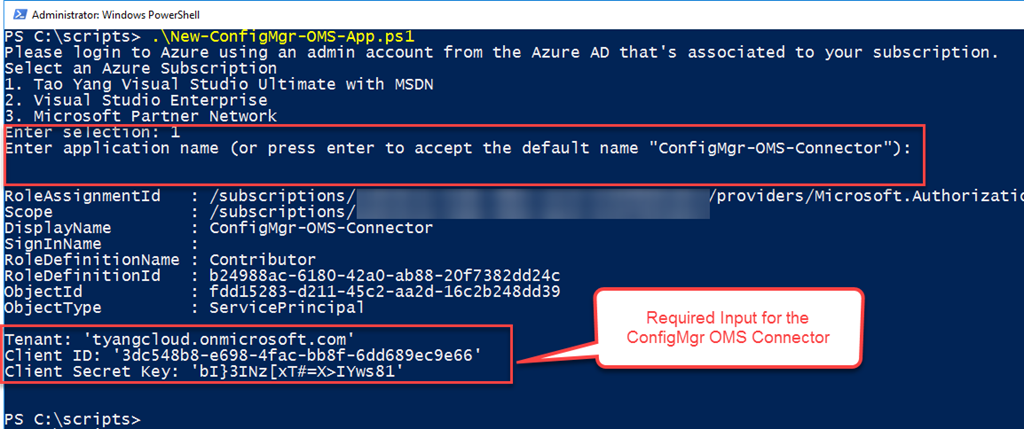 Administrator: Windows PowerShell
PS C:\scripts> .\New-ConfigMgr-OMS-App.ps1
Please login to Azure using an admin account from the Azure AD that's associated to your subscription.
Select an Azure Subscription
1. Tao Yang Visual Studio Ultimate with MSDN
2. Visual Studio Enterprise
3. Microsoft Partner Network
Enter selection: 1
Enter application name (or press enter to accept the default name "ConfigMgr-OMS-Connector"):
RoleAssignmentId : /subscriptions/ /providers/Microsoft.Authorizatio
Scope : /subscriptions/
DisplayName : ConfigMgr-OMS-Connector
SignInName :
RoleDefinitionName : Contributor
RoleDefinitionId : b24988ac-6180-42a0-ab88-20f7382dd24c
ObjectId : fdd15283-d211-45c2-aa2d-16c2b248dd39
ObjectType : ServicePrincipal
Required Input for the
ConfigMgr OMS Connector
Tenant: 'tyangcloud.onmicrosoft.com'
Client ID: '3dc548b8-e698-4fac-bb8f-6dd689ec9e66'
Client Secret Key: 'bI}3INz[xT#=X>IYws81'
PS C:\scripts>